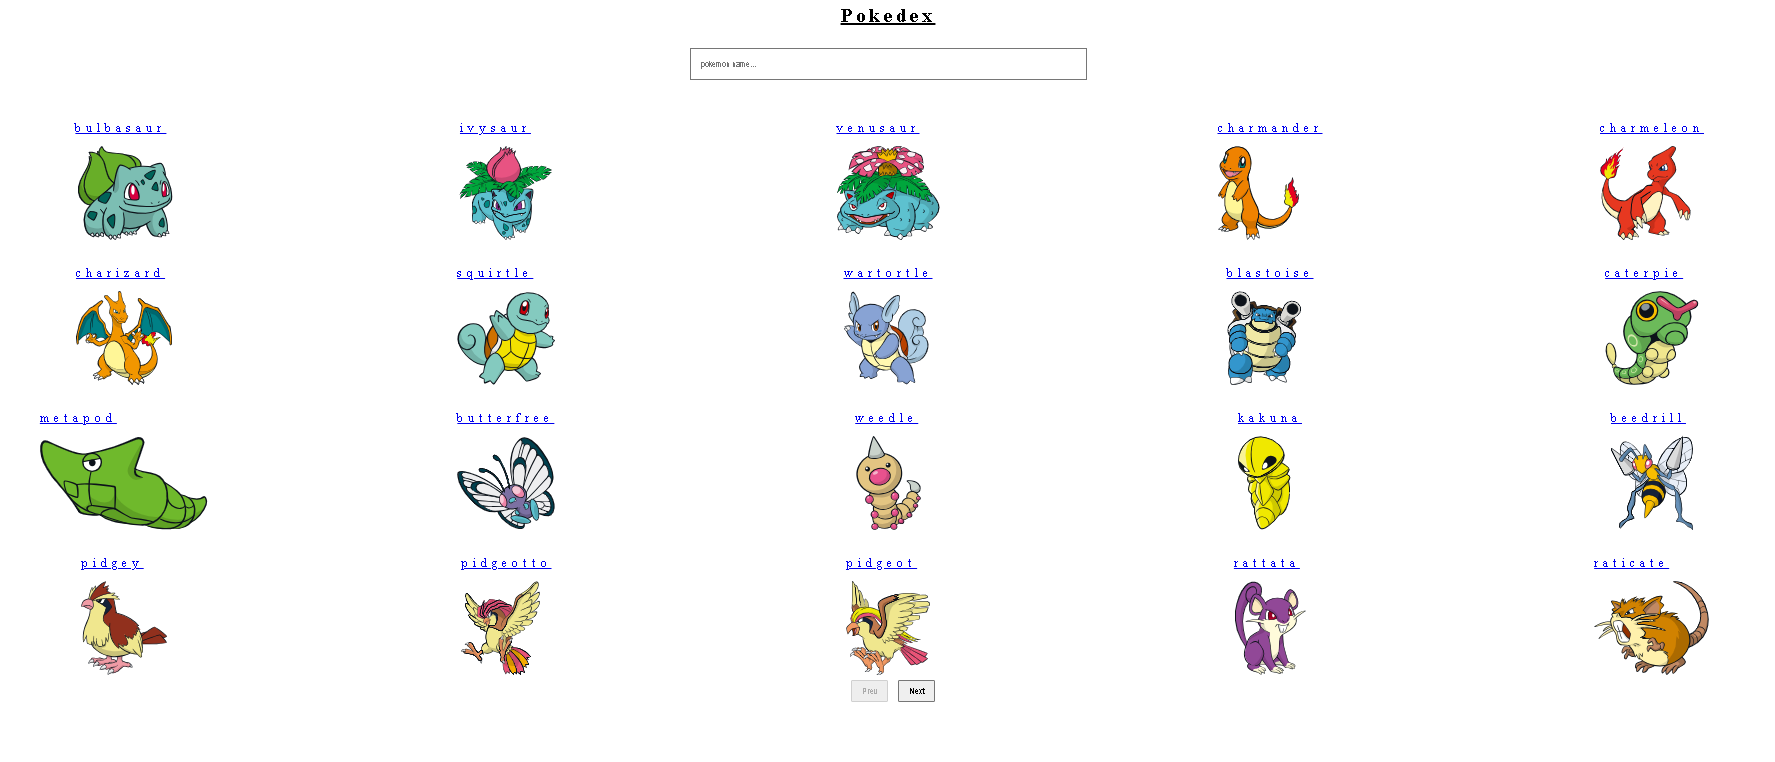 Pokedex
pokemon name...
bulbasaur ivysaur venusaur charmander charmeleon
charizard squirtle wartortle blastoise caterpie
metapod butterfree weedle kakuna beedrill
pidgey pidgeotto pidgeot rattata raticate
Prev Next